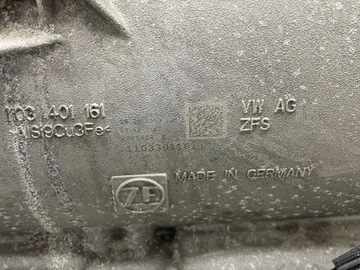 1103 401 161
>AlSi9Cu3Fe<
VW AG
ZFS
ZF
MADE IN GERMANY